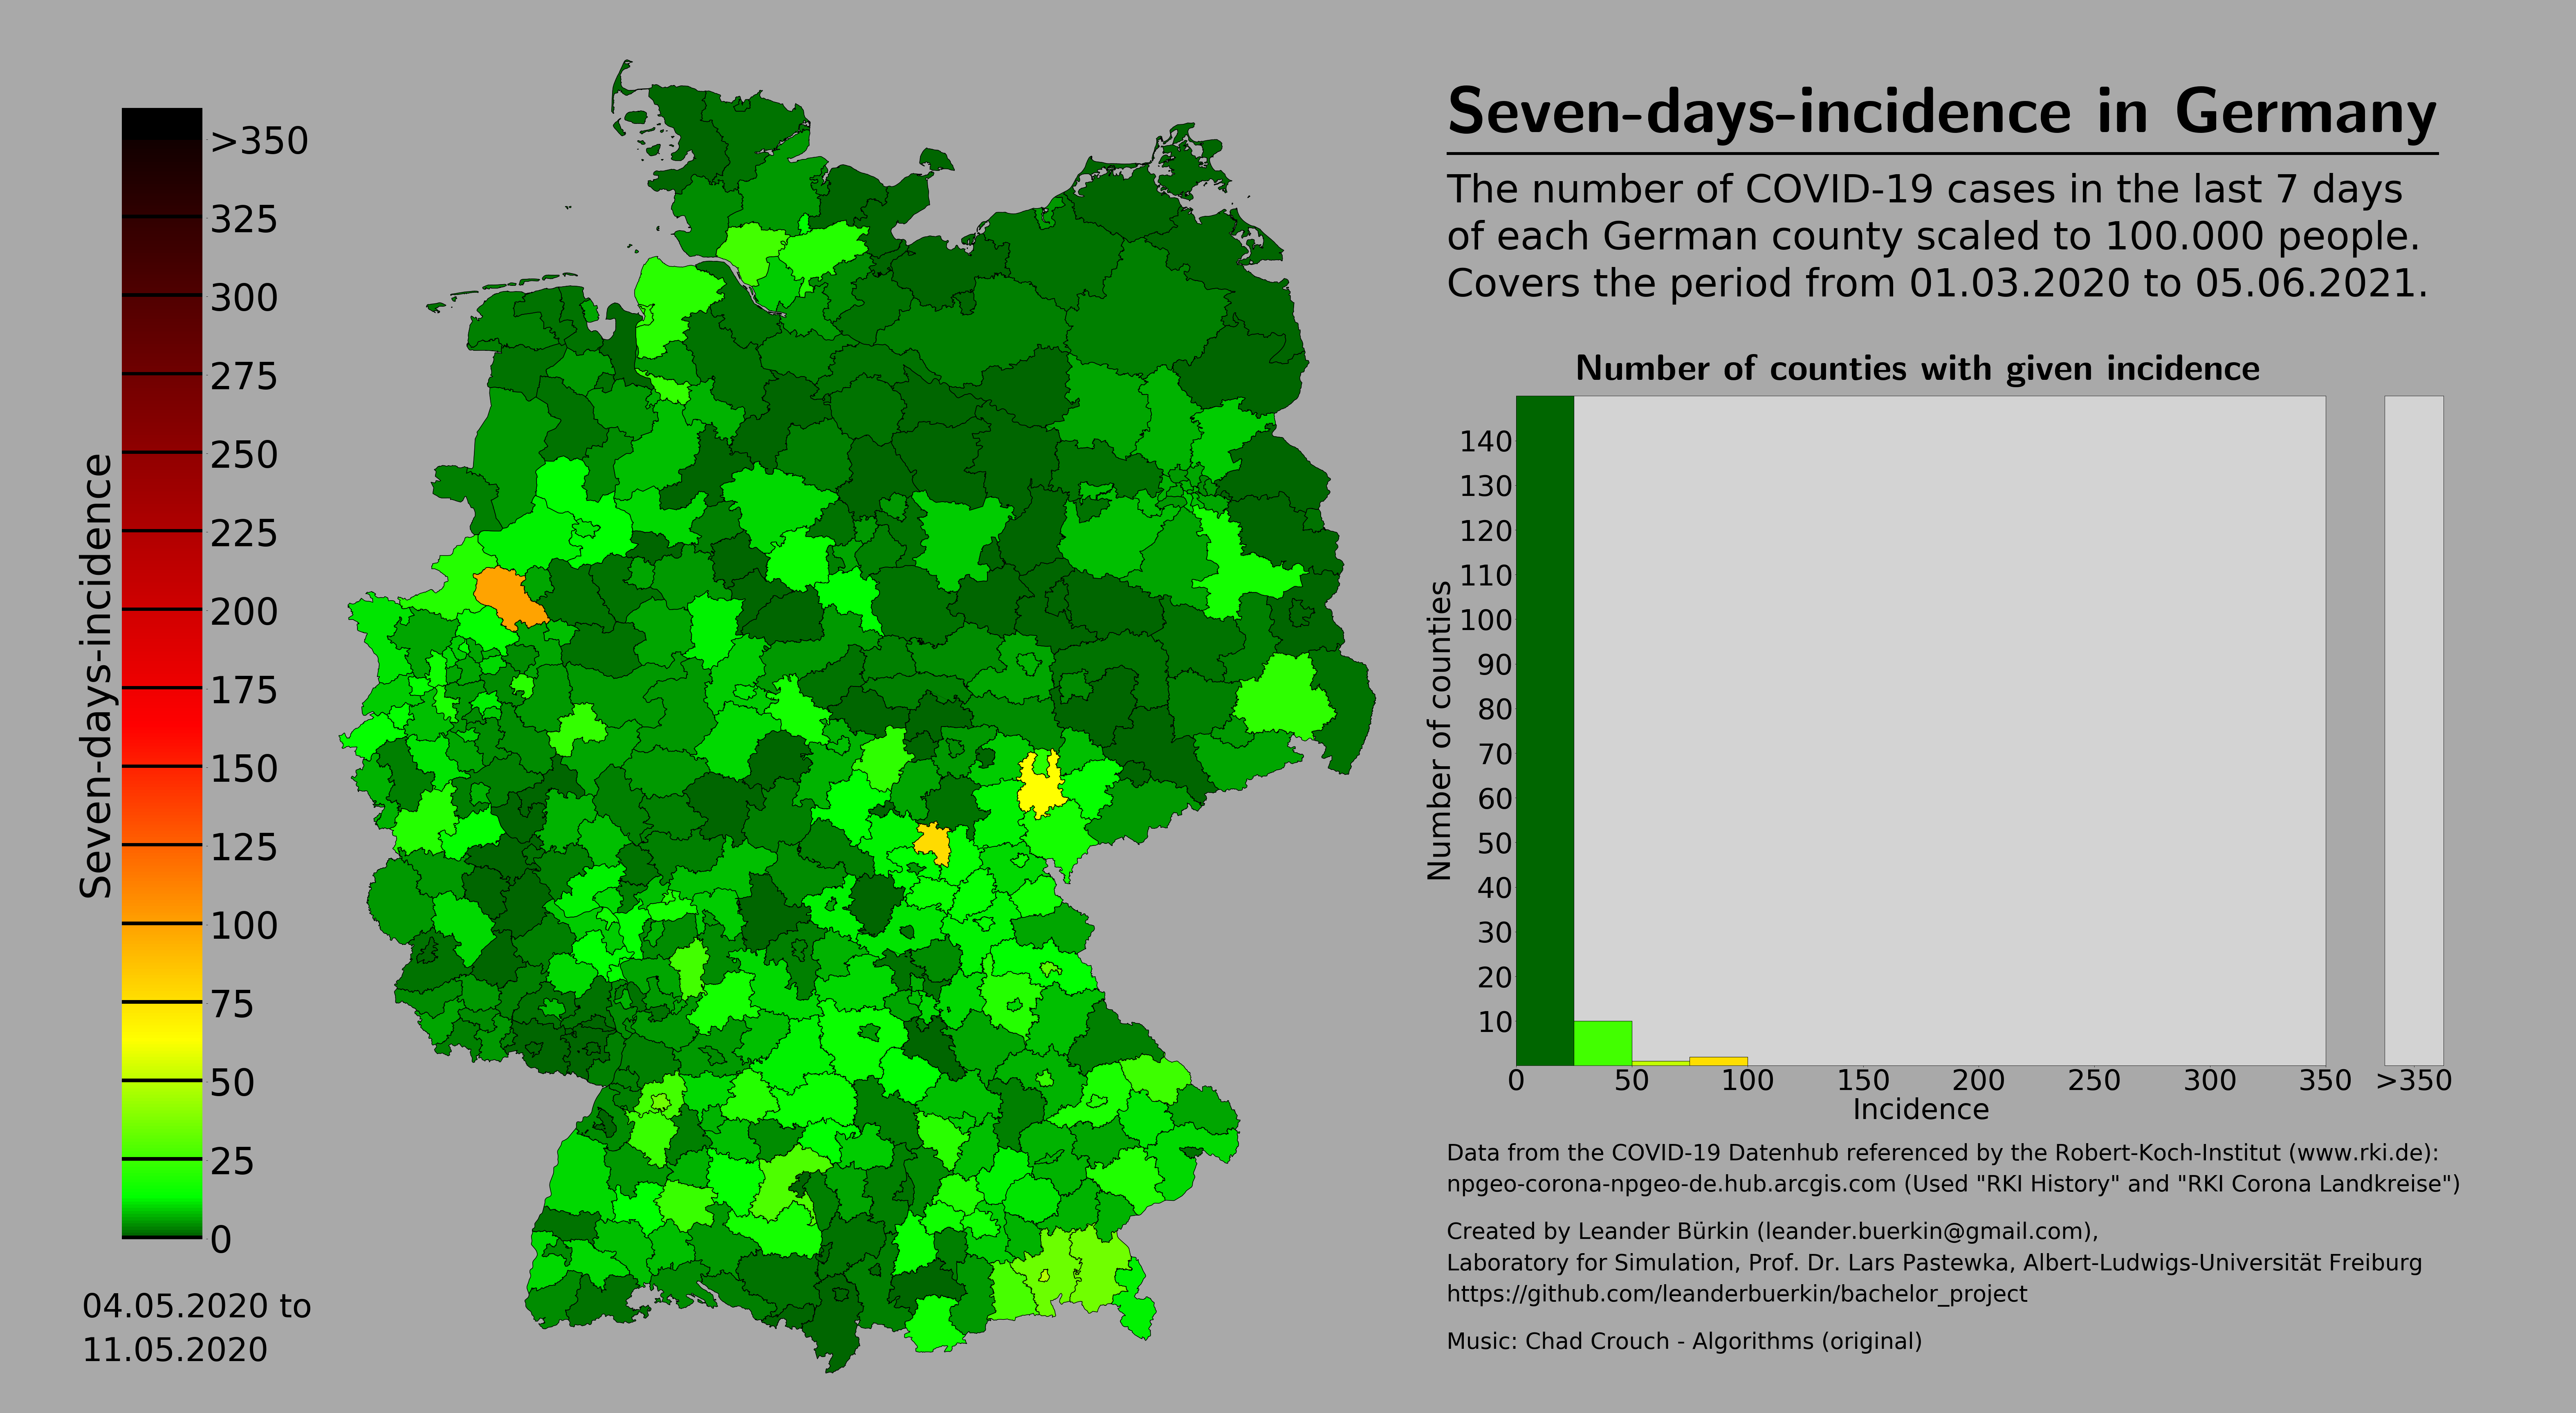 Seven-days-incidence in Germany
The number of COVID-19 cases in the last 7 days
of each German county scaled to 100.000 people.
Covers the period from 01.03.2020 to 05.06.2021.
Seven-days-incidence
>350
325
300
275
250
225
200
175
150
125
100
75
50
25
0
04.05.2020 to
11.05.2020
Number of counties with given incidence
Number of counties
140
130
120
110
100
90
80
70
60
50
40
30
20
10
0 50 100 150 200 250 300 350 >350
Incidence
Data from the COVID-19 Datenhub referenced by the Robert-Koch-Institut (www.rki.de):
npgeo-corona-npgeo-de.hub.arcgis.com (Used "RKI History" and "RKI Corona Landkreise")
Created by Leander Bürkin (leander.buerkin@gmail.com),
Laboratory for Simulation, Prof. Dr. Lars Pastewka, Albert-Ludwigs-Universität Freiburg
https://github.com/leanderbuerkin/bachelor_project
Music: Chad Crouch - Algorithms (original)